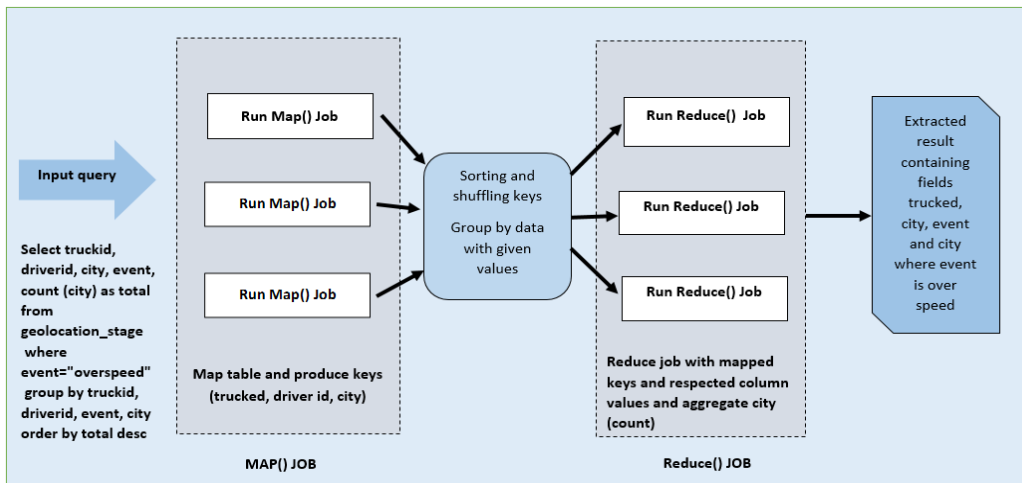 Input query
Select truckid,
driverid, city, event,
count (city) as total
from
geolocation_stage
where
event="overspeed"
group by truckid,
driverid, event, city
order by total desc
Run Map() Job
Run Map() Job
Run Map() Job
Map table and produce keys
(trucked, driver id, city)
MAP() JOB
Sorting and
shuffling keys
Group by data
with given
values
Run Reduce() Job
Run Reduce() Job
Run Reduce() Job
Reduce job with mapped
keys and respected column
values and aggregate city
(count)
Reduce() JOB
Extracted
result
containing
fields
trucked,
city, event
and city
where event
is over
speed